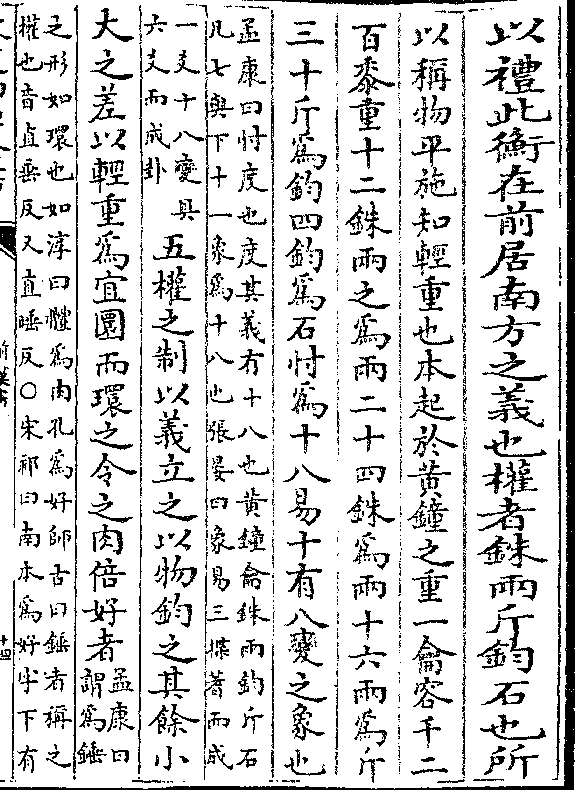 以禮此衡在前居南方之義也權者銖兩斤鈞石也所
以稱物平施知輕重也本起於黃鐘之重一龠容千二
百黍重十二銖兩之爲兩二十四銖爲兩十六兩爲斤
三十斤爲鈞四鈞爲石忖爲十八易十有八變之象也
孟康曰忖度也度其義有十八也黃鐘龠銖兩鈞斤石
凡七與下十一象爲十八也張晏曰象易三揲蓍而成
一爻十八變具
六爻而成卦
五權之制以義立之以物鈞之其餘小
大之差以輕重爲宜圜而環之令之肉倍好者
孟康曰
謂爲錘
之形如環也如淳曰體爲肉孔爲好師古曰錘者稱之
權也音直垂反又直睡反○宋祁曰南本爲好字下有
十四